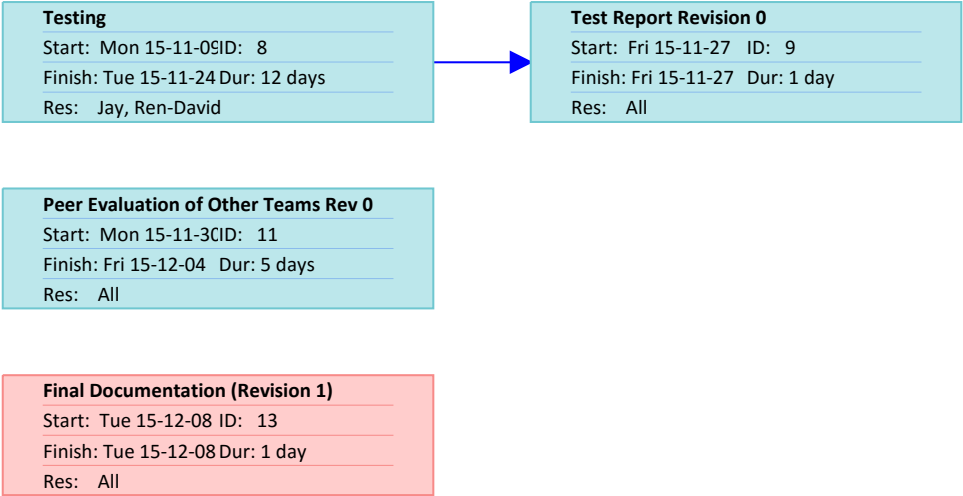 Testing
Start: Mon 15-11-09 ID: 8
Finish: Tue 15-11-24 Dur: 12 days
Res: Jay, Ren-David
Test Report Revision 0
Start: Fri 15-11-27 ID: 9
Finish: Fri 15-11-27 Dur: 1 day
Res: All
Peer Evaluation of Other Teams Rev 0
Start: Mon 15-11-30 ID: 11
Finish: Fri 15-12-04 Dur: 5 days
Res: All
Final Documentation (Revision 1)
Start: Tue 15-12-08 ID: 13
Finish: Tue 15-12-08 Dur: 1 day
Res: All